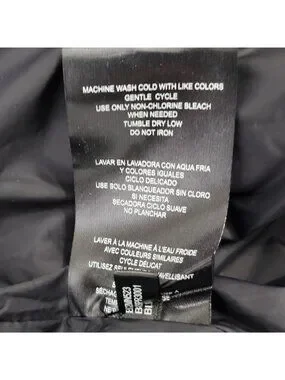 MACHINE WASH COLD WITH LIKE COLORS
GENTLE CYCLE
USE ONLY NON-CHLORINE BLEACH
WHEN NEEDED
TUMBLE DRY LOW
DO NOT IRON
LAVAR EN LAVADORA CON AQUA FRIA
Y COLORES IGUALES
CICLO DELICADO
USE SOLO BLANQUEADOR SIN CLORO
SI NECESITA
SECADORA CICLO SUAVE
NO PLANCHAR
LAVER À LA MACHINE À L'EAU FROIDE
AVEC COULEURS SIMILAIRES
CYCLE DÉLICAT
UTILISEZ